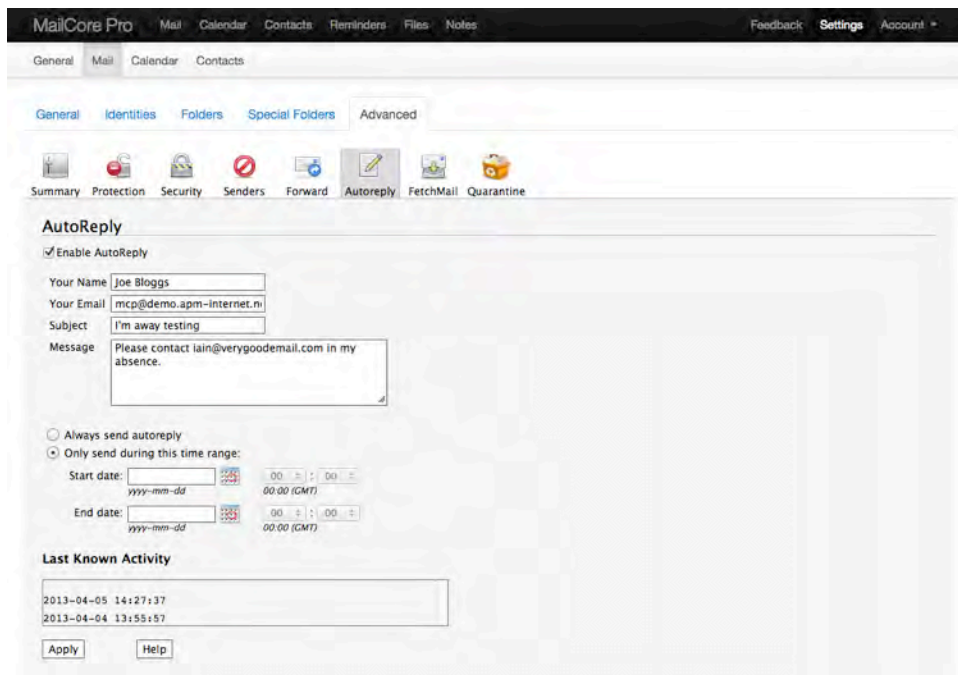 MailCore Pro Mail Calendar Contacts Reminders Files Notes Feedback Settings Account
General Mail Calendar Contacts
General Identities Folders Special Folders Advanced
Summary Protection Security Senders Forward Autoreply FetchMail Quarantine
AutoReply
Enable AutoReply
Your Name Joe Bloggs
Your Email mcp@demo.apm-internet.n
Subject I'm away testing
Message Please contact iain@verygoodemail.com in my
absence.
Always send autoreply
Only send during this time range:
Start date: 00 : 00
yyyy-mm-dd 00:00 (GMT)
End date: 00 : 00
yyyy-mm-dd 00:00 (GMT)
Last Known Activity
2013-04-05 14:27:37
2013-04-04 13:55:57
Apply Help